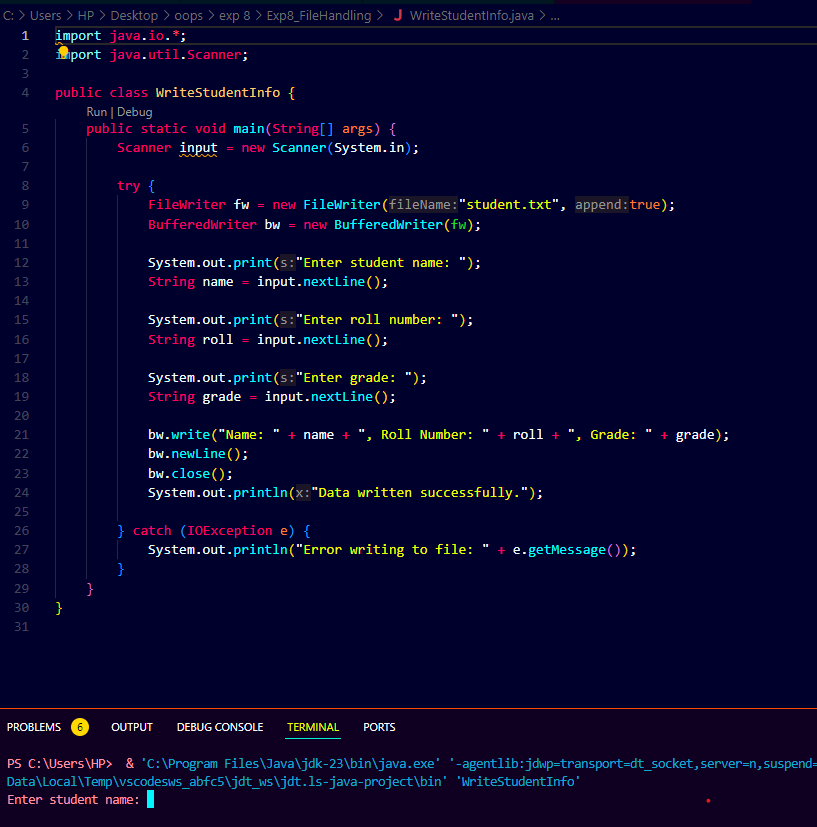 C: > Users > HP > Desktop > oops > exp 8 > Exp8_FileHandling > J WriteStudentInfo.java > ...
1 import java.io.*;
2 import java.util.Scanner;
3
4 public class WriteStudentInfo {
Run | Debug
5 public static void main(String[] args) {
6 Scanner input = new Scanner(System.in);
7
8 try {
9 FileWriter fw = new FileWriter(fileName:"student.txt", append:true);
10 BufferedWriter bw = new BufferedWriter(fw);
11
12 System.out.print(s:"Enter student name: ");
13 String name = input.nextLine();
14
15 System.out.print(s:"Enter roll number: ");
16 String roll = input.nextLine();
17
18 System.out.print(s:"Enter grade: ");
19 String grade = input.nextLine();
20
21 bw.write("Name: " + name + ", Roll Number: " + roll + ", Grade: " + grade);
22 bw.newLine();
23 bw.close();
24 System.out.println(x:"Data written successfully.");
25
26 } catch (IOException e) {
27 System.out.println("Error writing to file: " + e.getMessage());
28 }
29 }
30 }
31
PROBLEMS 6 OUTPUT DEBUG CONSOLE TERMINAL PORTS
PS C:\Users\HP> & 'C:\Program Files\Java\jdk-23\bin\java.exe' '-agentlib:jdwp=transport=dt_socket,server=n,suspend=
Data\Local\Temp\vscodesws_abfc5\jdt_ws\jdt.ls-java-project\bin' 'WriteStudentInfo'
Enter student name: